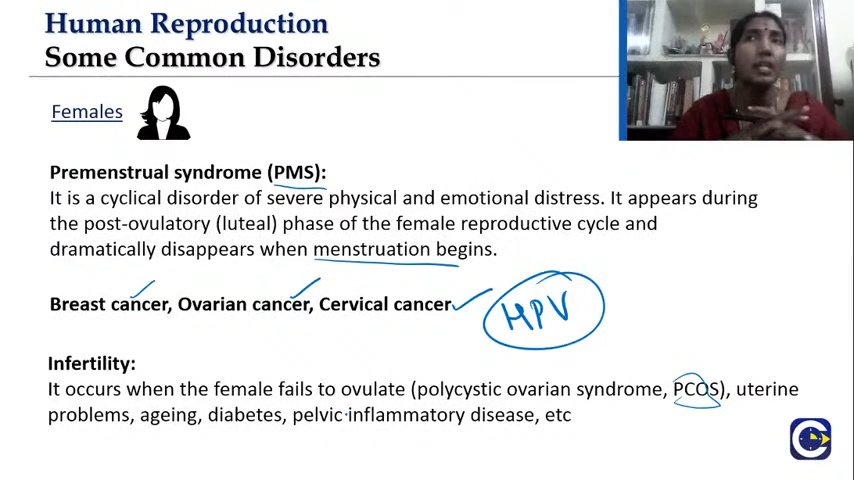 Human Reproduction
Some Common Disorders
Females
Premenstrual syndrome (PMS):
It is a cyclical disorder of severe physical and emotional distress. It appears during
the post-ovulatory (luteal) phase of the female reproductive cycle and
dramatically disappears when menstruation begins.
Breast cancer, Ovarian cancer, Cervical cancer
HPV
Infertility:
It occurs when the female fails to ovulate (polycystic ovarian syndrome, PCOS), uterine
problems, ageing, diabetes, pelvic inflammatory disease, etc